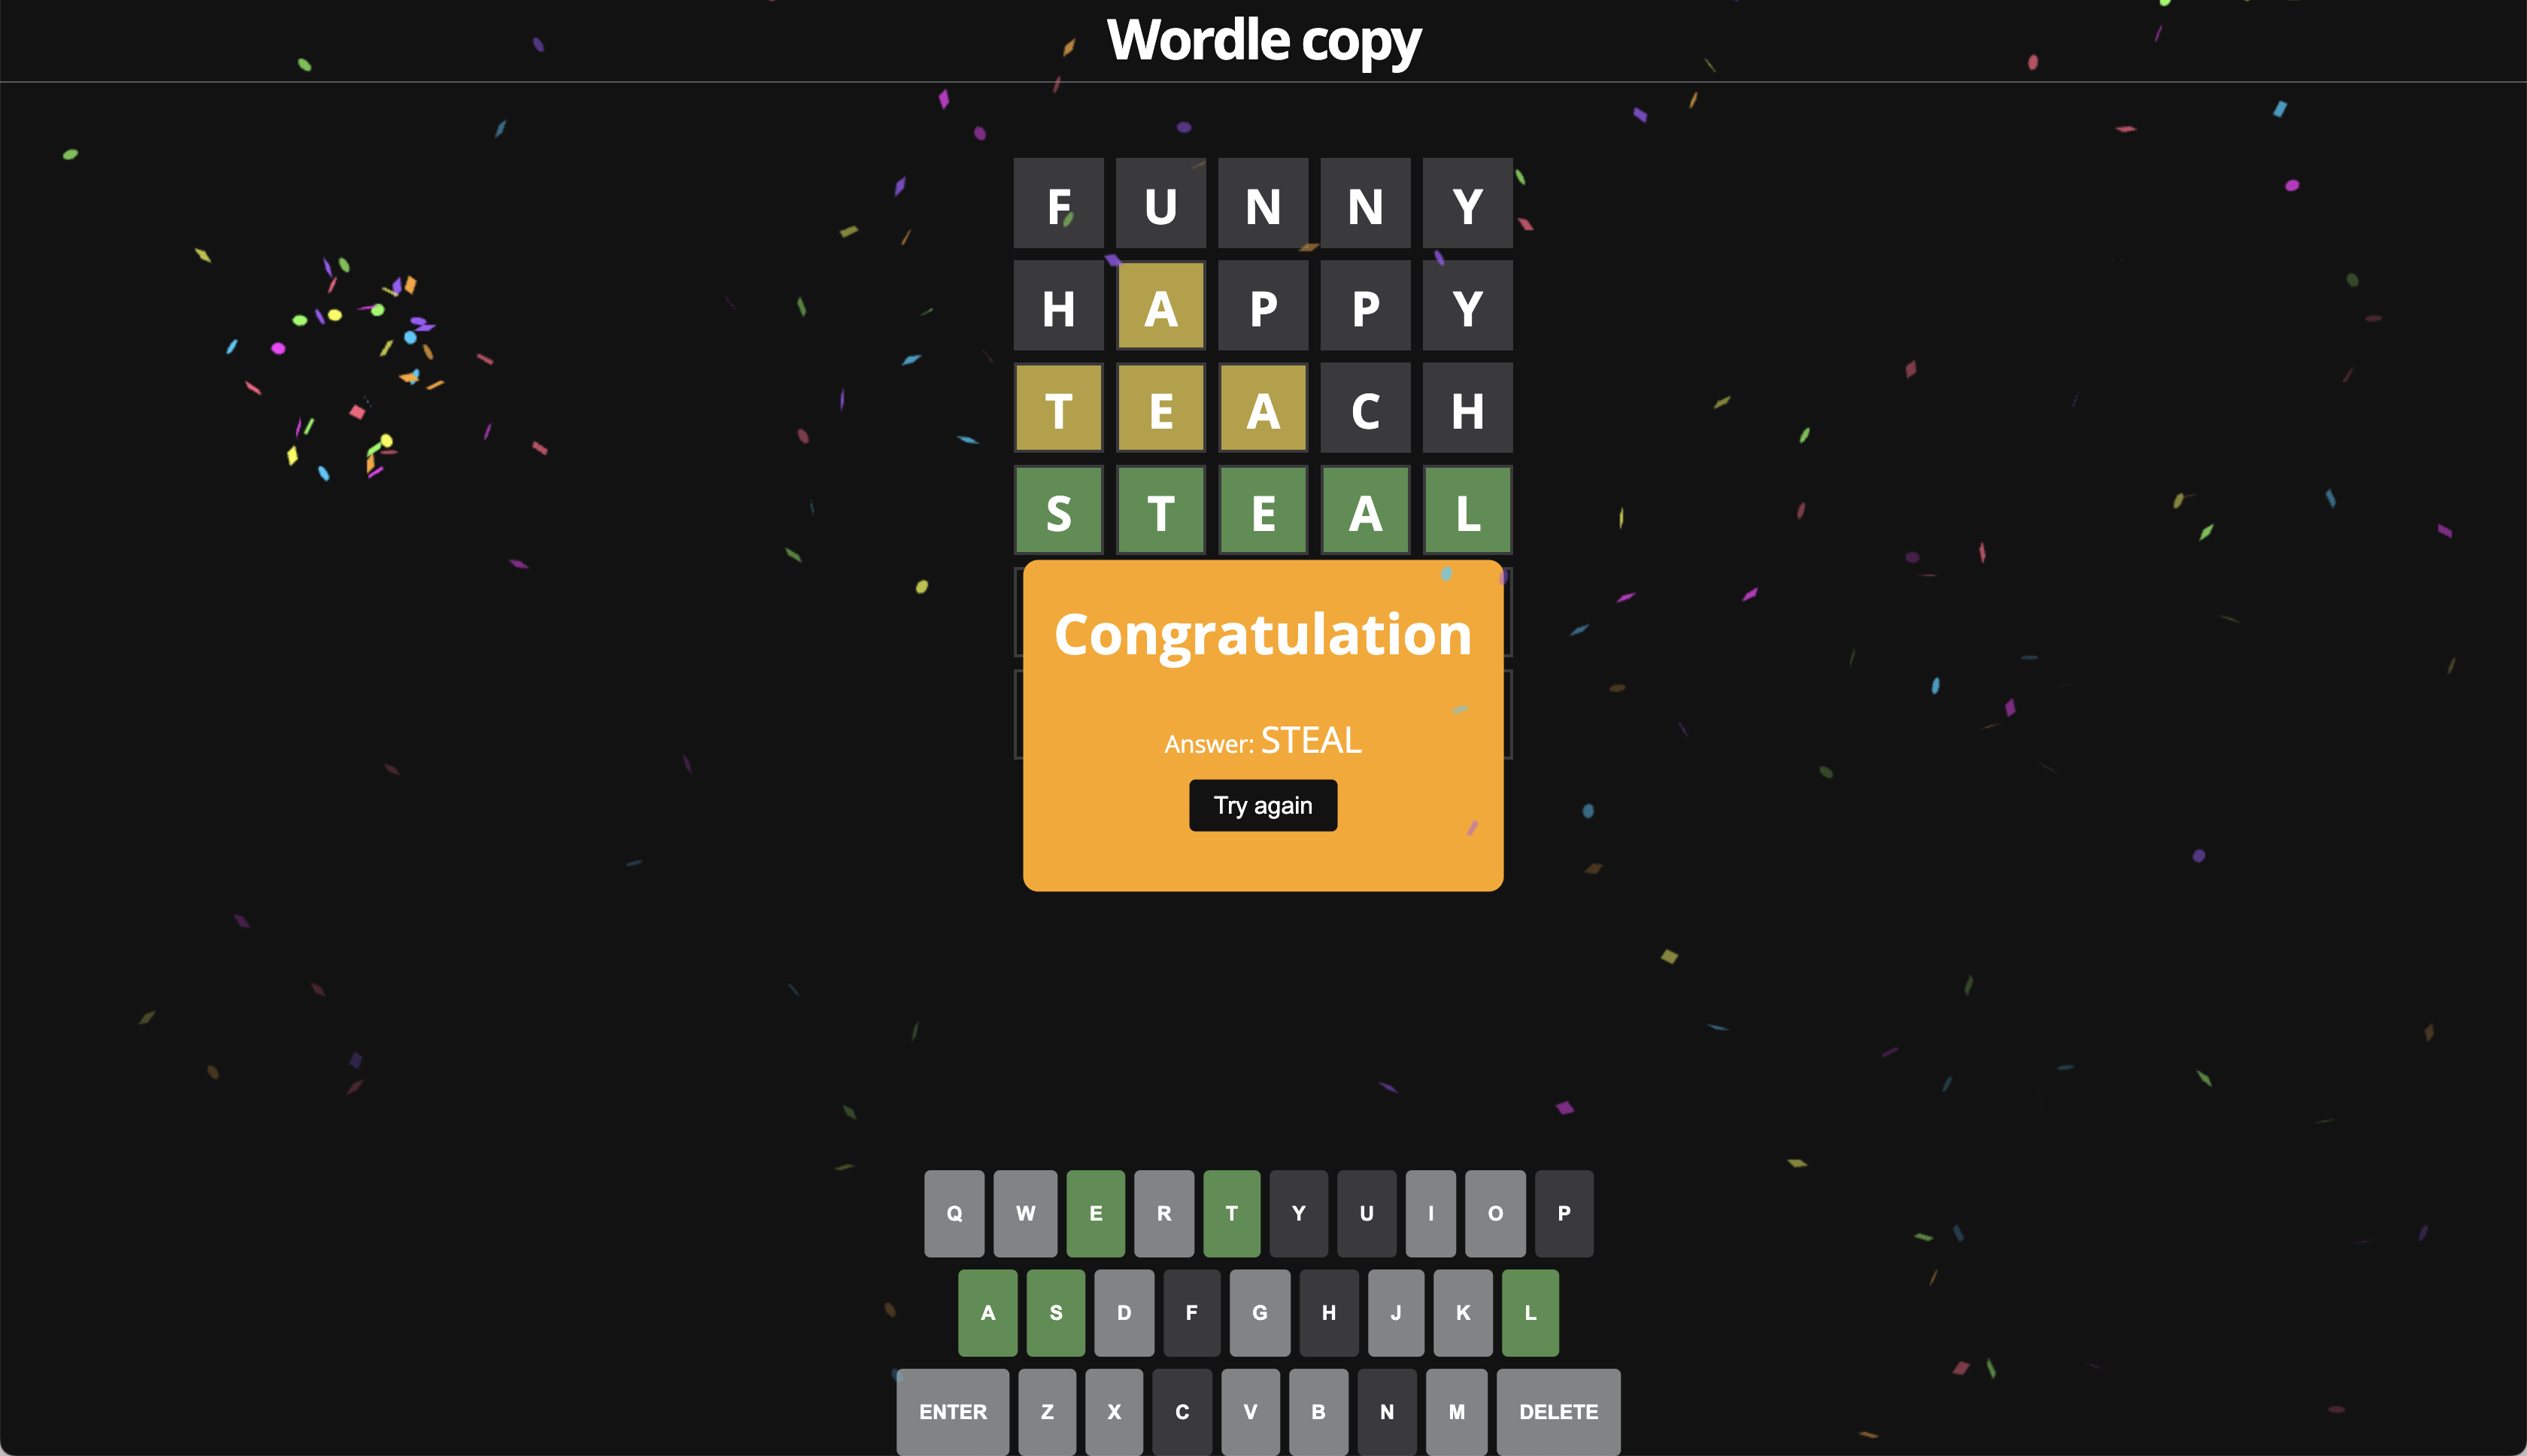 Wordle copy
F U N N Y
H A P P Y
T E A C H
S T E A L
Congratulation
Answer: STEAL
Try again
Q W E R T Y U I O P
A S D F G H J K L
ENTER Z X C V B N M DELETE